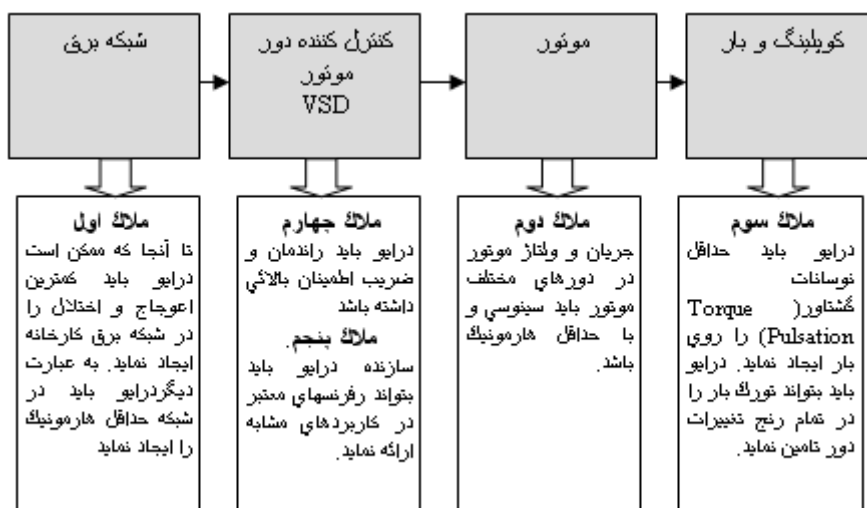 شبکه برق
کنترل کننده دور
موتور
VSD
موتور
کوپلینگ و بار
ملاك اول
تا آنجا که ممکن است
درایو باید کمترین
اعوجاج و اختلال را
در شبکه برق کارخانه
ایجاد نماید. به عبارت
دیگردرایو باید در
شبکه حداقل هارمونیك
را ایجاد نماید
ملاك چهارم
درایو باید راندمان و
ضریب اطمینان بالائي
داشته باشد
ملاك پنجم.
سازنده درایو باید
بتواند رفرنسهاي معتبر
در کاربردهاي مشابه
ارائه نماید.
ملاك دوم
جریان و ولتاژ موتور
در دورهاي مختلف
موتور باید سینوسي و
با حداقل هارمونیك
باشد.
ملاك سوم
درایو باید حداقل
نوسانات
گشتاور( Torque
Pulsation) را روي
بار ایجاد نماید. درایو
باید بتواند تورك بار را
در تمام رنج تغییرات
دور تامین نماید.